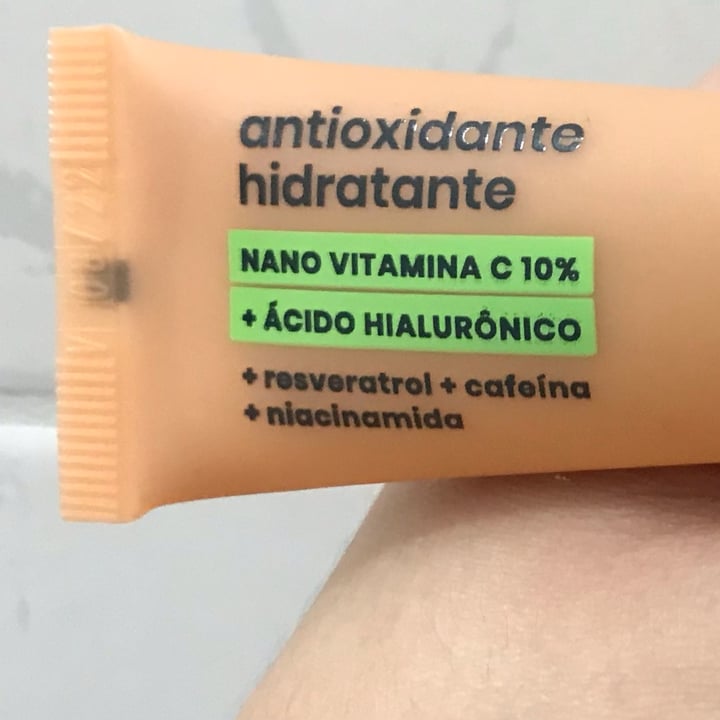 antioxidante
hidratante
NANO VITAMINA C 10%
+ ÁCIDO HIALURÔNICO
+ resveratrol + cafeína
+ niacinamida